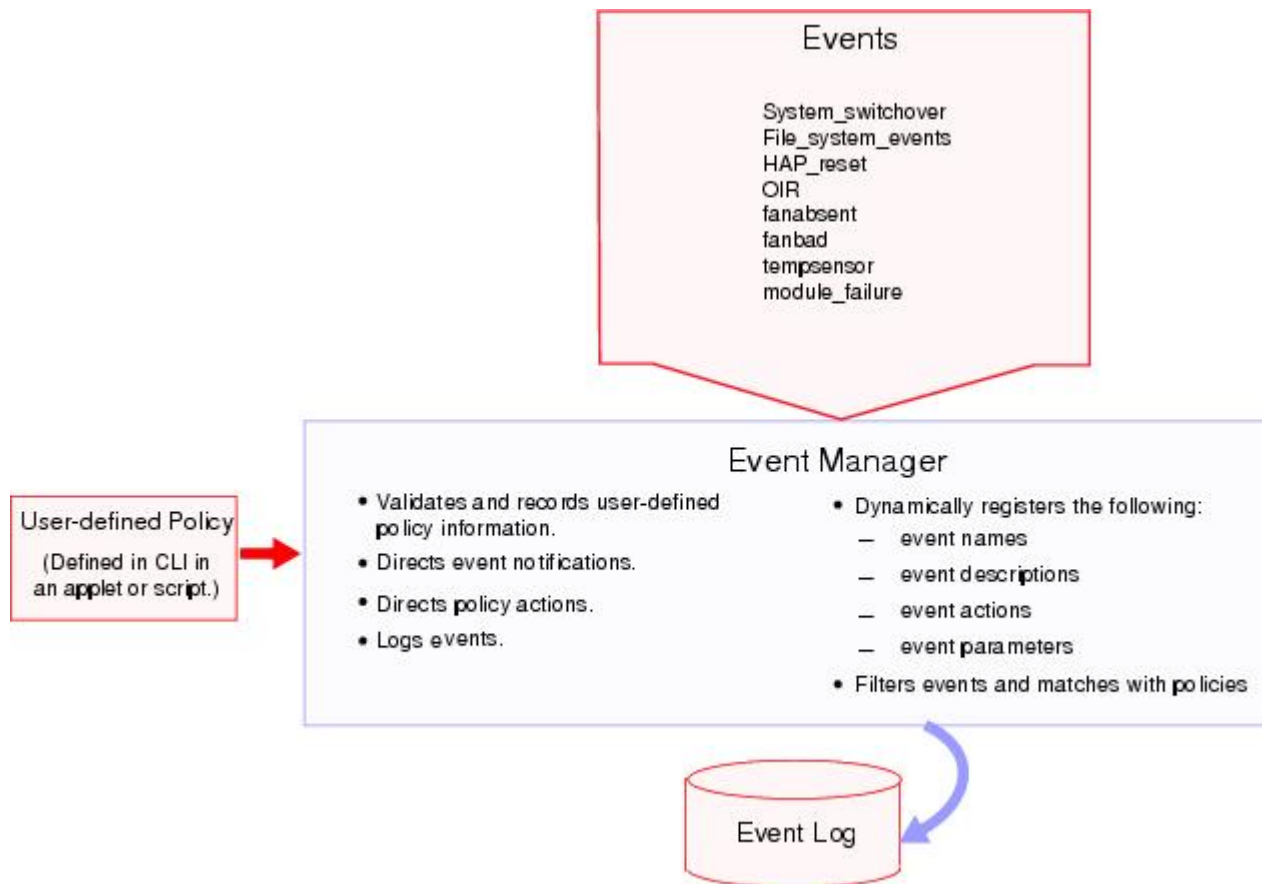 Events
System_switchover
File_system_events
HAP_reset
OIR
fanabsent
fanbad
tempsensor
module_failure
Event Manager
User-defined Policy
(Defined in CLI in
an applet or script.)
• Validates and records user-defined
policy information.
• Directs event notifications.
• Directs policy actions.
• Logs events.
• Dynamically registers the following:
– event names
– event descriptions
– event actions
– event parameters
• Filters events and matches with policies
Event Log